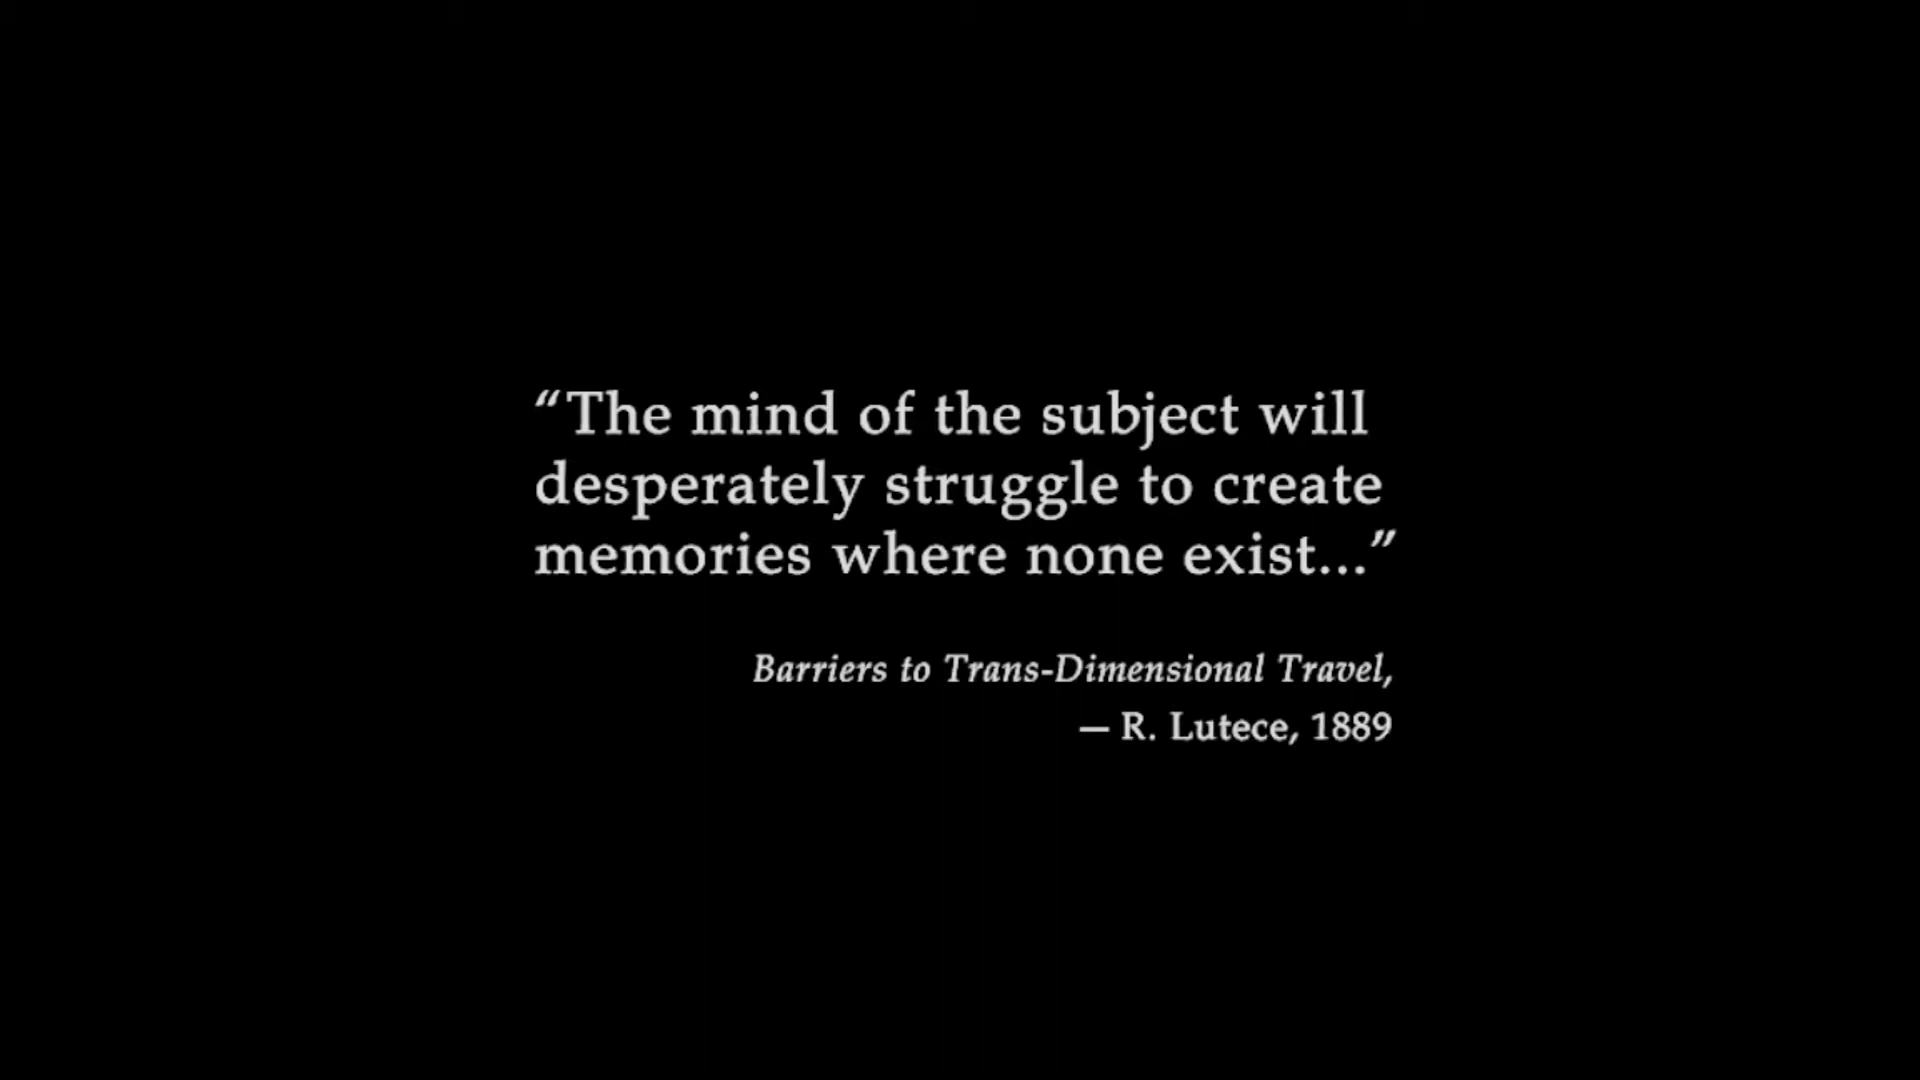 “The mind of the subject will
desperately struggle to create
memories where none exist...”
Barriers to Trans-Dimensional Travel,
— R. Lutece, 1889